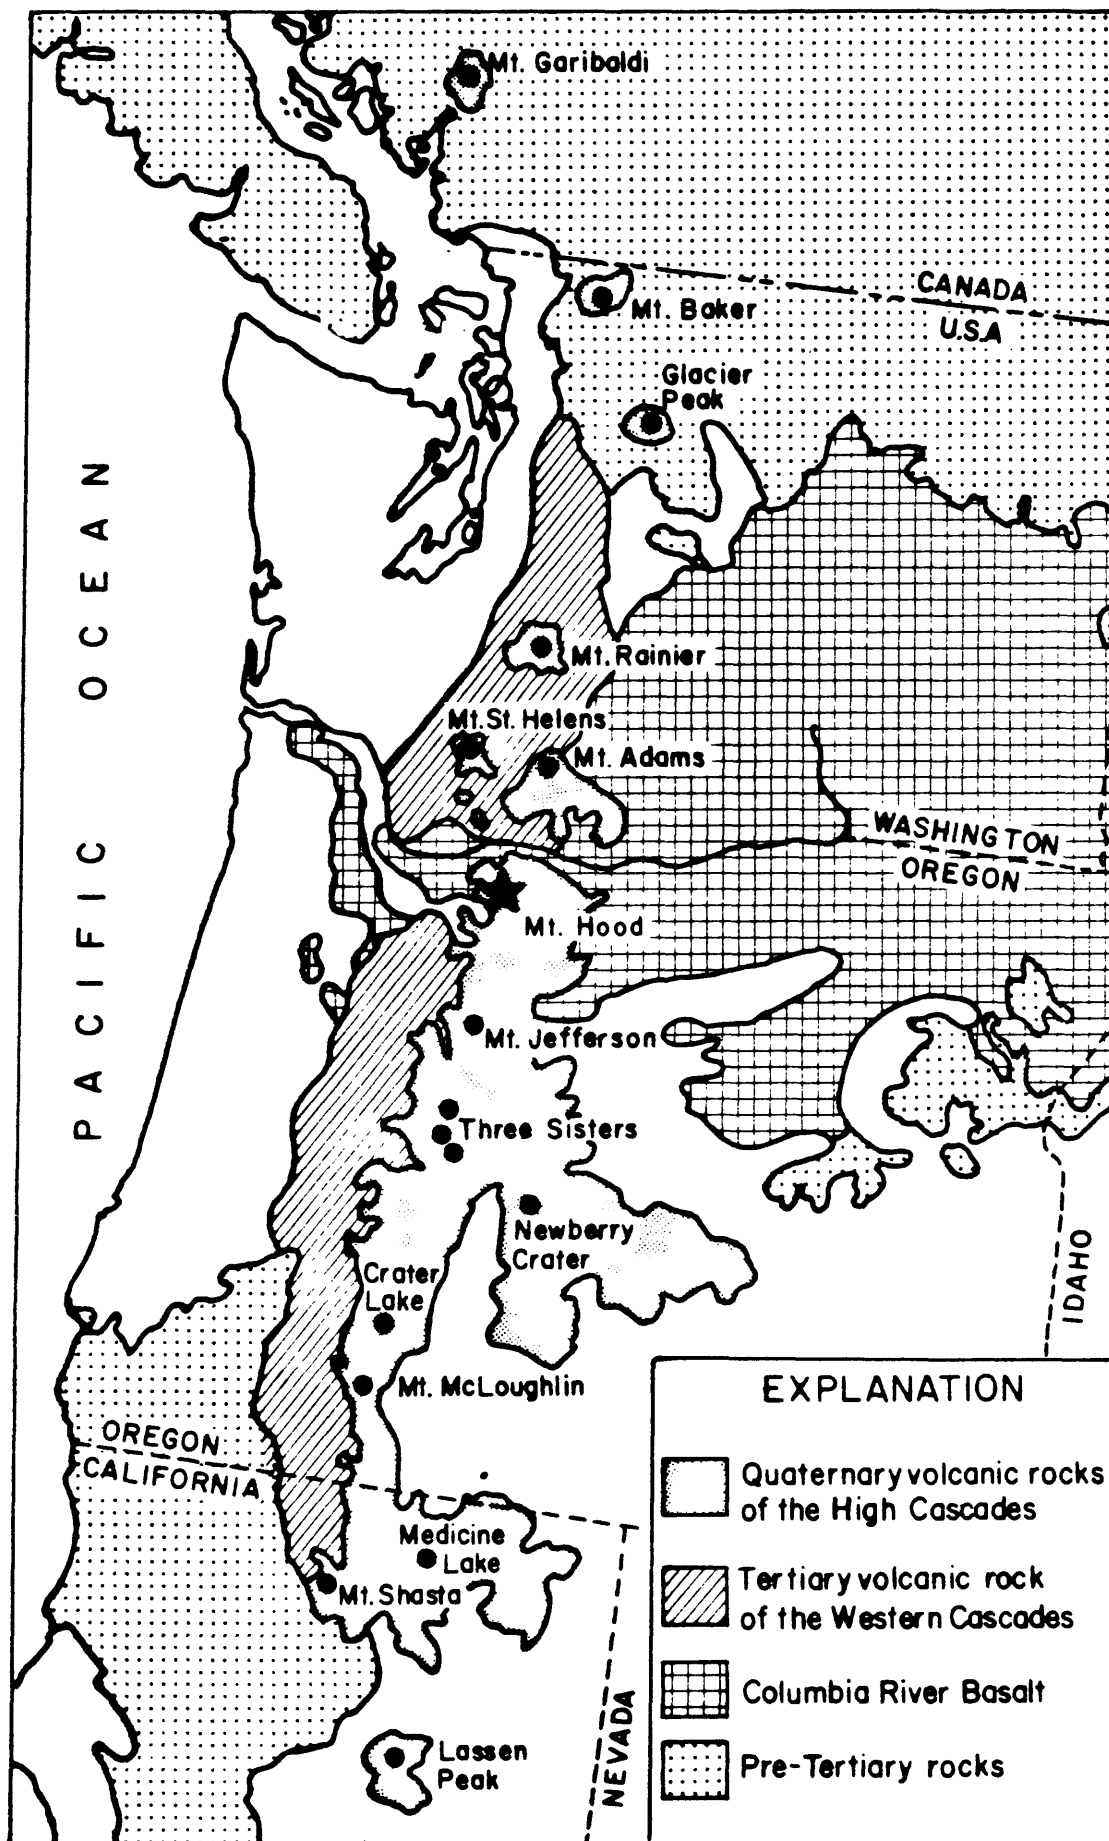 Mt. Garibaldi
CANADA
U.S.A
Mt. Baker
Glacier
Peak
PACIFIC OCEAN
Mt. Rainier
Mt. St. Helens
Mt. Adams
WASHINGTON
OREGON
Mt. Hood
Mt. Jefferson
Three Sisters
Newberry
Crater
Crater
Lake
IDAHO
Mt. McLoughlin
OREGON
CALIFORNIA
Medicine
Lake
Mt. Shasta
NEVADA
Lassen
Peak
EXPLANATION
Quaternary volcanic rocks
of the High Cascades
Tertiary volcanic rock
of the Western Cascades
Columbia River Basalt
Pre-Tertiary rocks